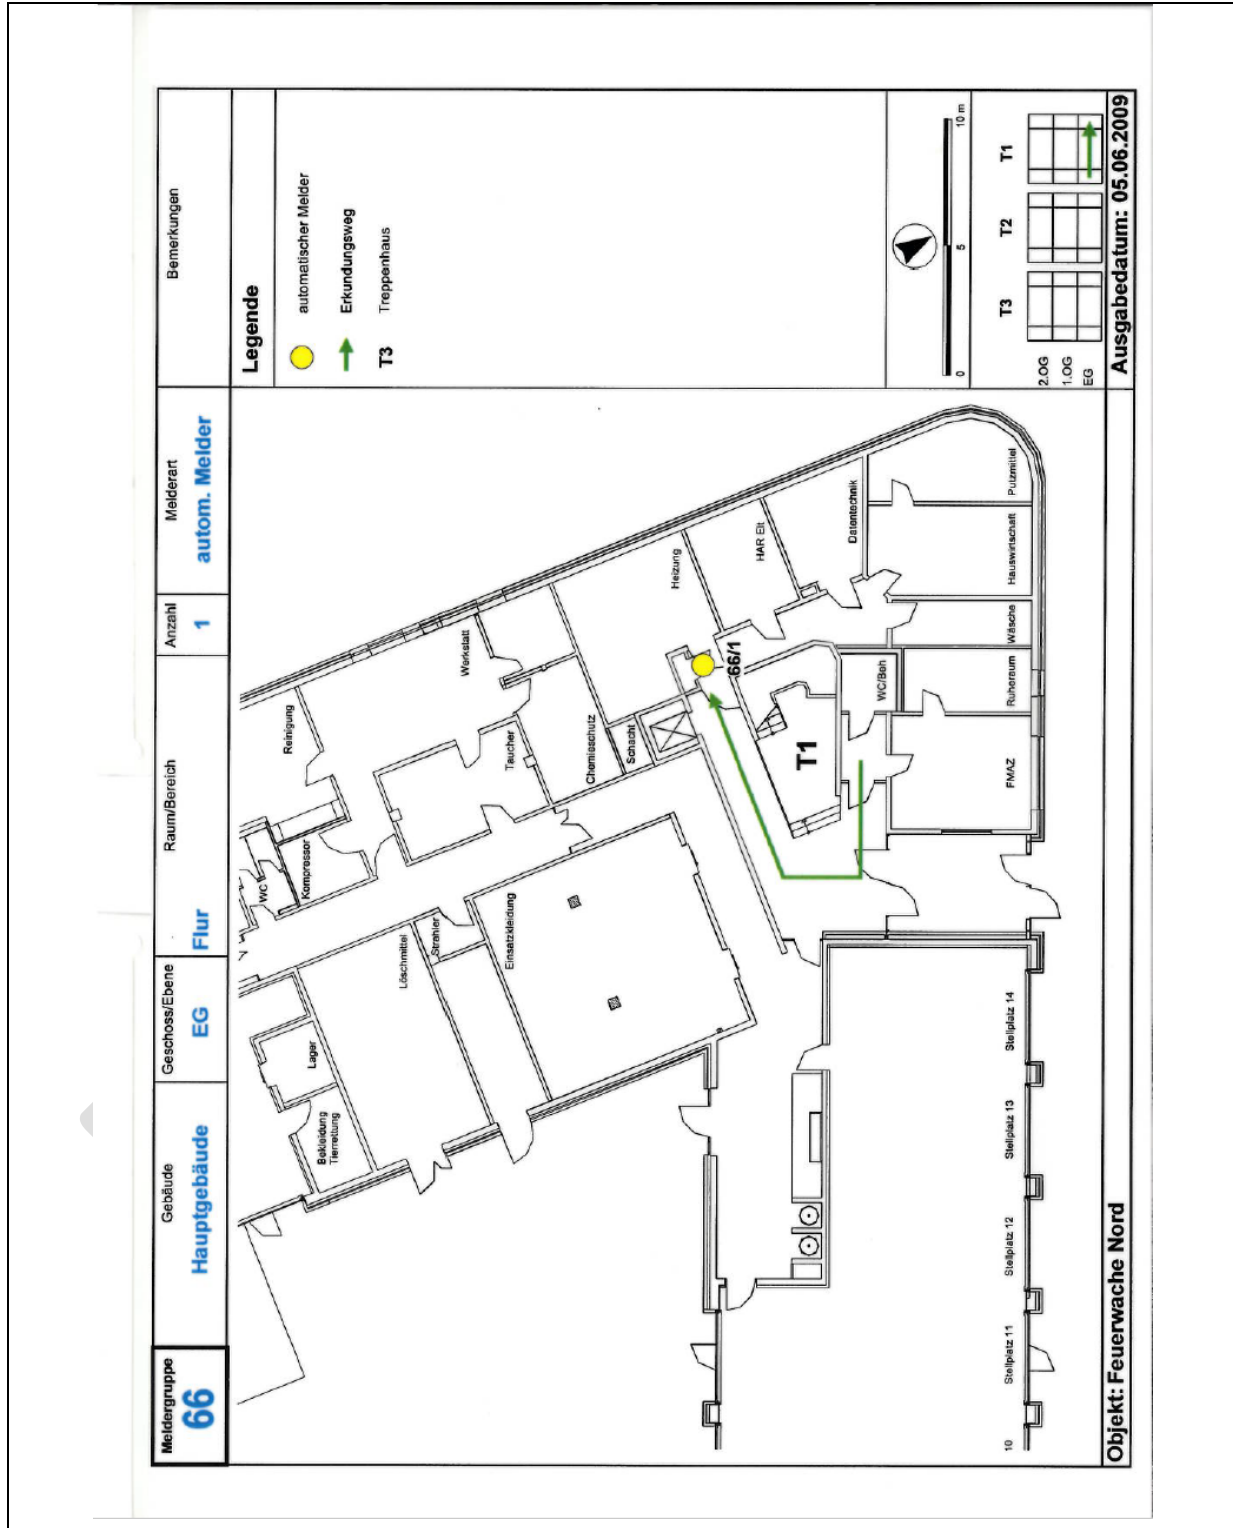 Meldergruppe
66
Gebäude
Hauptgebäude
Geschoss/Ebene
EG
Raum/Bereich
Flur
Anzahl
1
Melderart
autom. Melder
Bemerkungen
Legende
automatischer Melder
Erkundungsweg
T3 Treppenhaus
0 5 10 m
T3 T2 T1
2.OG
1.OG
EG
WC
Kompressor
Reinigung
Werkstatt
Taucher
Chemieschutz
Schacht
Heizung
HAR Elt
Datentechnik
Putzmittel
Hauswirtschaft
Wäsche
Ruheraum
WC/Beh
FMAZ
T1
66/1
Lager
Bekleidung
Tierrettung
Löschmittel
Strahler
Einsatzkleidung
10
Stellplatz 11
Stellplatz 12
Stellplatz 13
Stellplatz 14
Objekt: Feuerwache Nord
Ausgabedatum: 05.06.2009